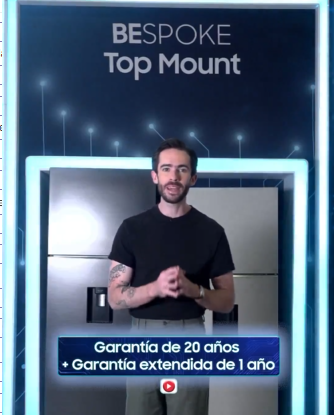 BESPOKE
Top Mount
Garantía de 20 años
+ Garantía extendida de 1 año